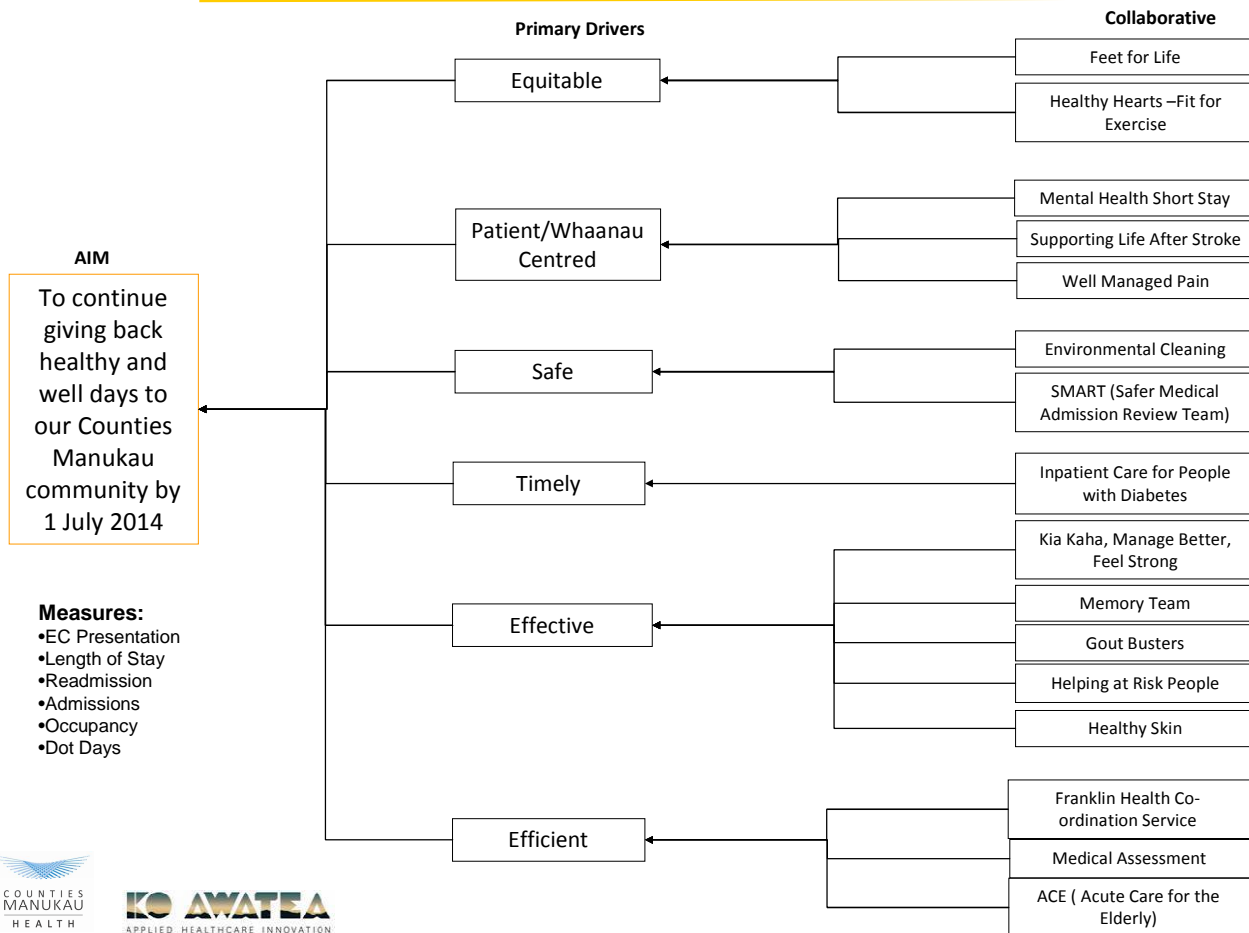 Primary Drivers
Collaborative
Equitable
Feet for Life
Healthy Hearts –Fit for
Exercise
Patient/Whaanau
Centred
Mental Health Short Stay
Supporting Life After Stroke
Well Managed Pain
AIM
To continue
giving back
healthy and
well days to
our Counties
Manukau
community by
1 July 2014
Safe
Environmental Cleaning
SMART (Safer Medical
Admission Review Team)
Timely
Inpatient Care for People
with Diabetes
Effective
Kia Kaha, Manage Better,
Feel Strong
Memory Team
Gout Busters
Helping at Risk People
Healthy Skin
Measures:
•EC Presentation
•Length of Stay
•Readmission
•Admissions
•Occupancy
•Dot Days
Efficient
Franklin Health Co-
ordination Service
Medical Assessment
ACE ( Acute Care for the
Elderly)
COUNTIES
MANUKAU
HEALTH
KO AWATEA
APPLIED HEALTHCARE INNOVATION